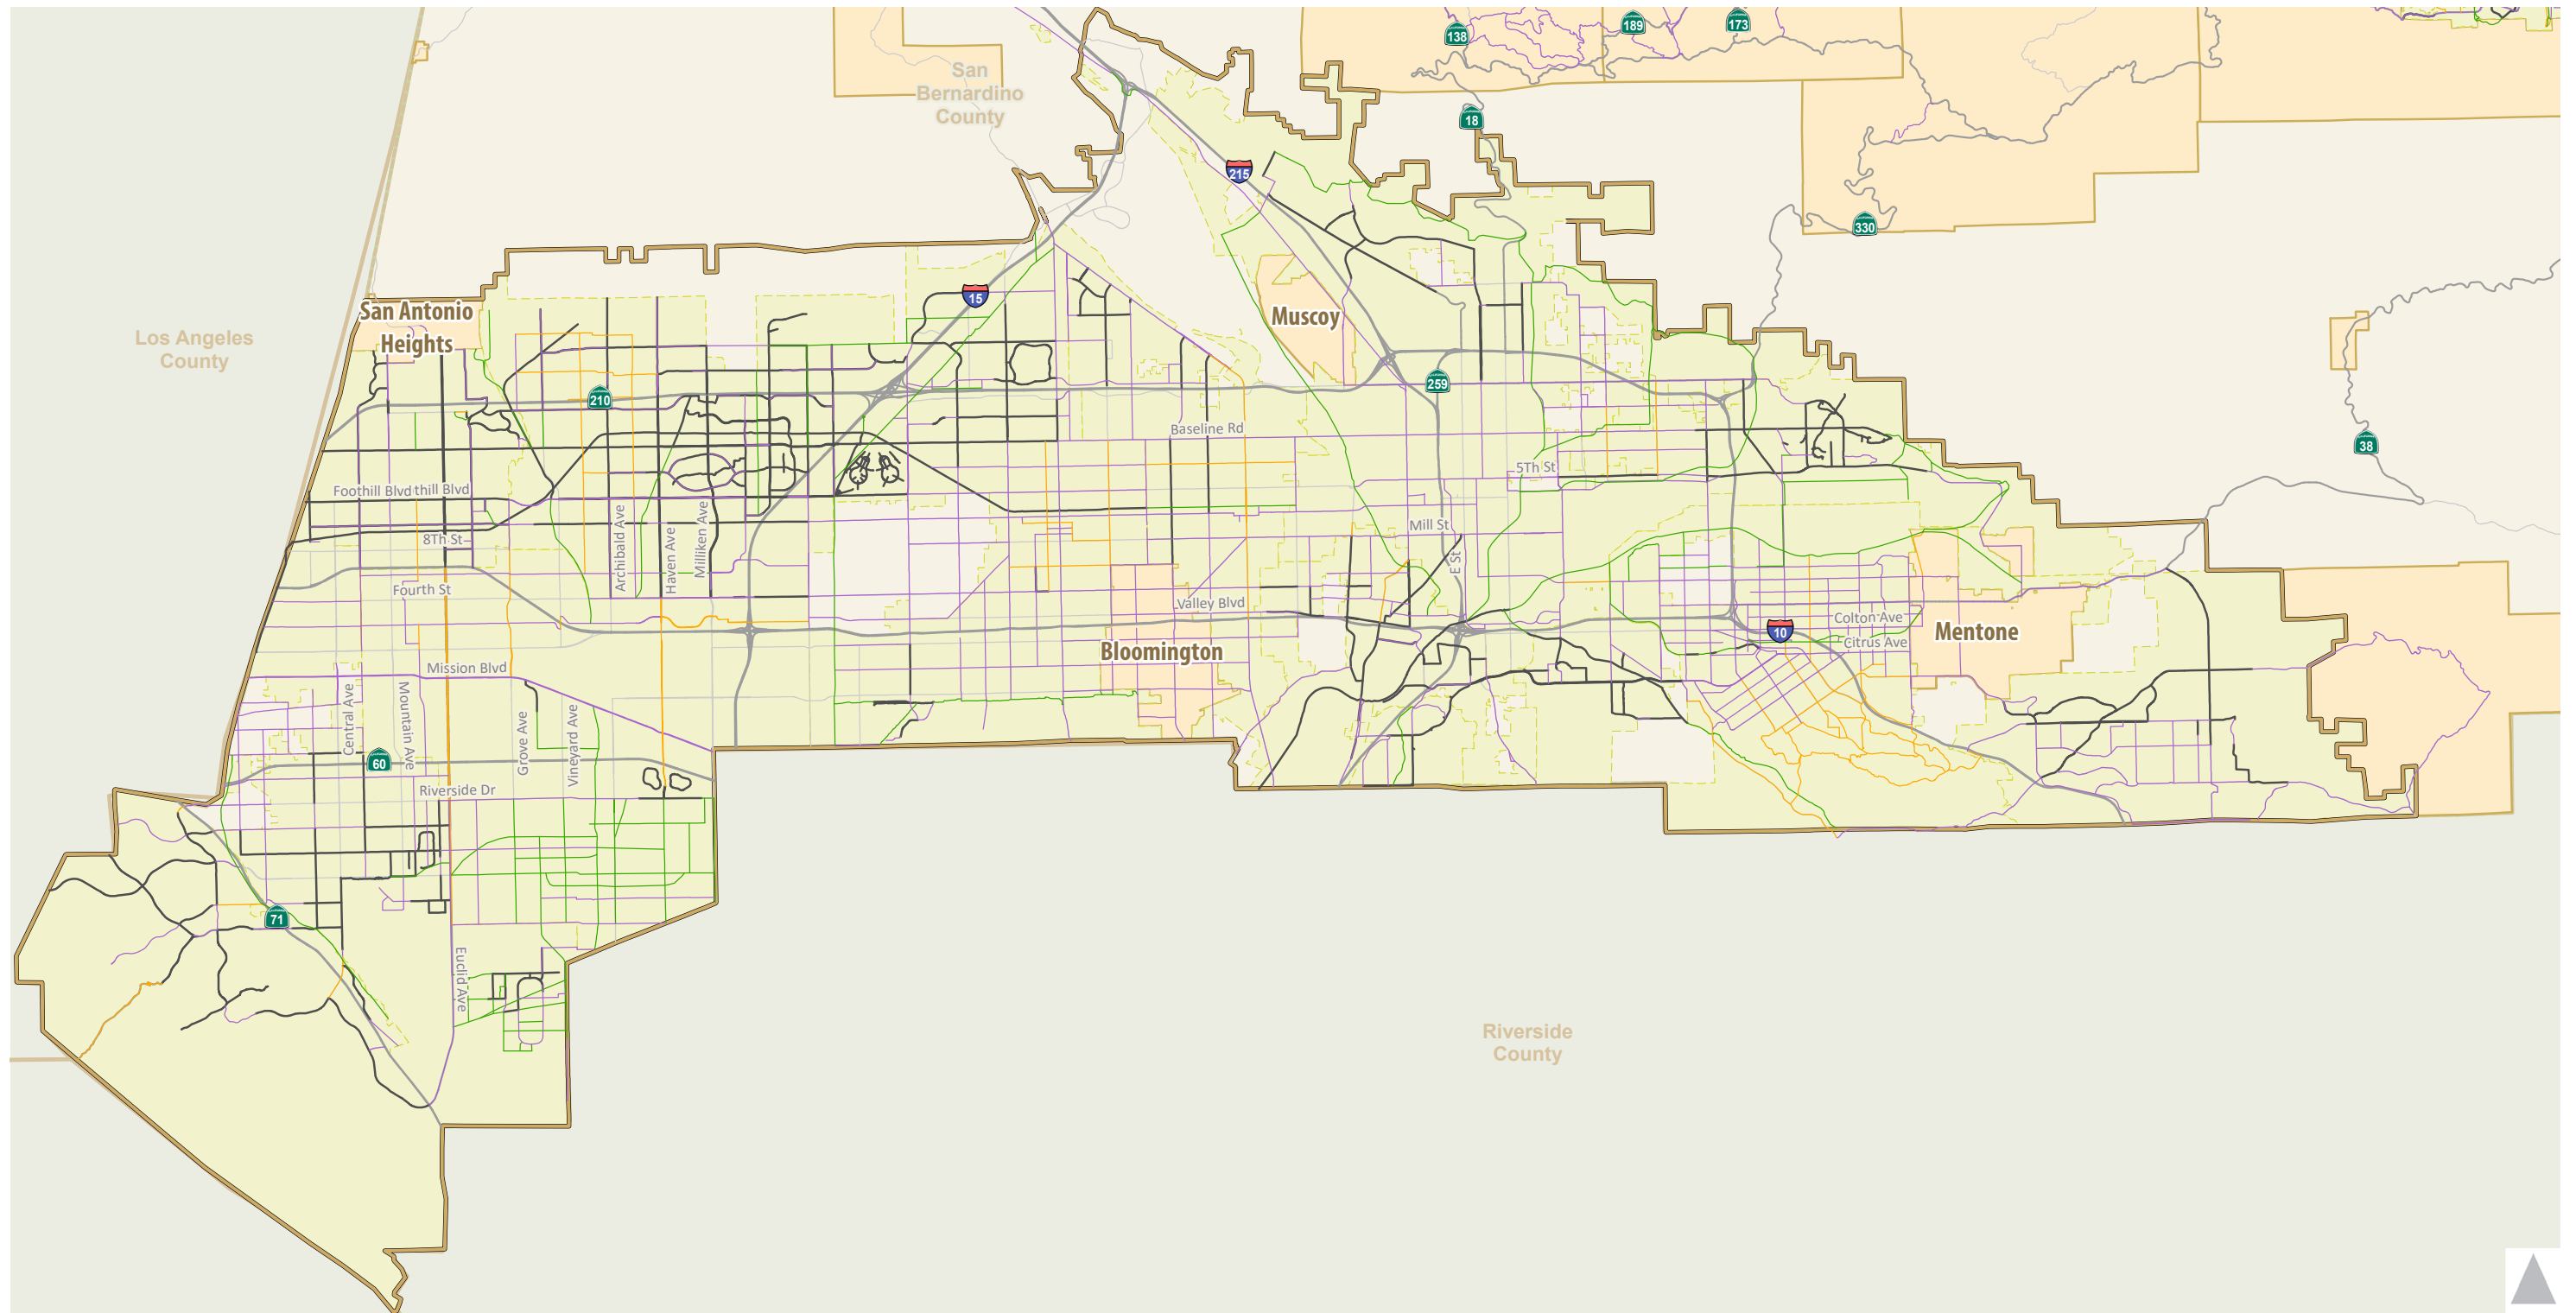 189
173
138
San
Bernardino
County
18
215
330
15
San Antonio
Heights
Muscoy
Los Angeles
County
259
210
Baseline Rd
38
5Th St
Foothill Blvd
thill Blvd
Mill St
8Th St
Archibald Ave
Haven Ave
Milliken Ave
E St
Fourth St
Valley Blvd
Colton Ave
10
Mentone
Citrus Ave
Bloomington
Mission Blvd
Central Ave
Mountain Ave
Grove Ave
Vineyard Ave
60
Riverside Dr
71
Euclid Ave
Riverside
County